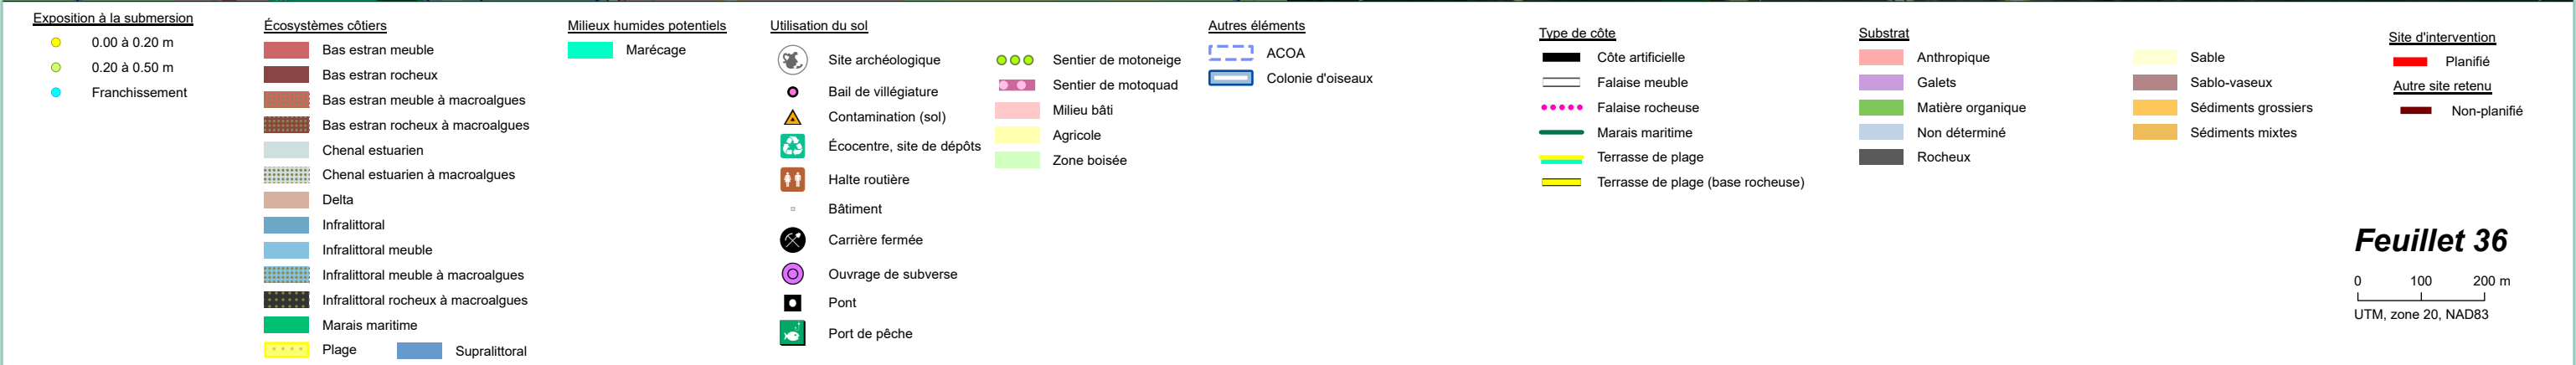 Exposition à la submersion
0.00 à 0.20 m
0.20 à 0.50 m
Franchissement
Écosystèmes côtiers
Bas estran meuble
Bas estran rocheux
Bas estran meuble à macroalgues
Bas estran rocheux à macroalgues
Chenal estuarien
Chenal estuarien à macroalgues
Delta
Infralittoral
Infralittoral meuble
Infralittoral meuble à macroalgues
Infralittoral rocheux à macroalgues
Marais maritime
Plage
Supralittoral
Milieux humides potentiels
Marécage
Utilisation du sol
Site archéologique
Bail de villégiature
Contamination (sol)
Écocentre, site de dépôts
Halte routière
Bâtiment
Carrière fermée
Ouvrage de subverse
Pont
Port de pêche
Sentier de motoneige
Sentier de motoquad
Milieu bâti
Agricole
Zone boisée
Autres éléments
ACOA
Colonie d'oiseaux
Type de côte
Côte artificielle
Falaise meuble
Falaise rocheuse
Marais maritime
Terrasse de plage
Terrasse de plage (base rocheuse)
Substrat
Anthropique
Galets
Matière organique
Non déterminé
Rocheux
Sable
Sablo-vaseux
Sédiments grossiers
Sédiments mixtes
Site d'intervention
Planifié
Autre site retenu
Non-planifié
Feuillet 36
0 100 200 m
UTM, zone 20, NAD83